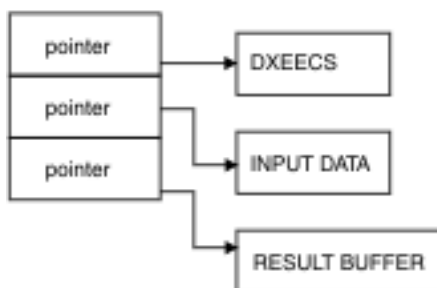 pointer
DXEECS
pointer
INPUT DATA
pointer
RESULT BUFFER